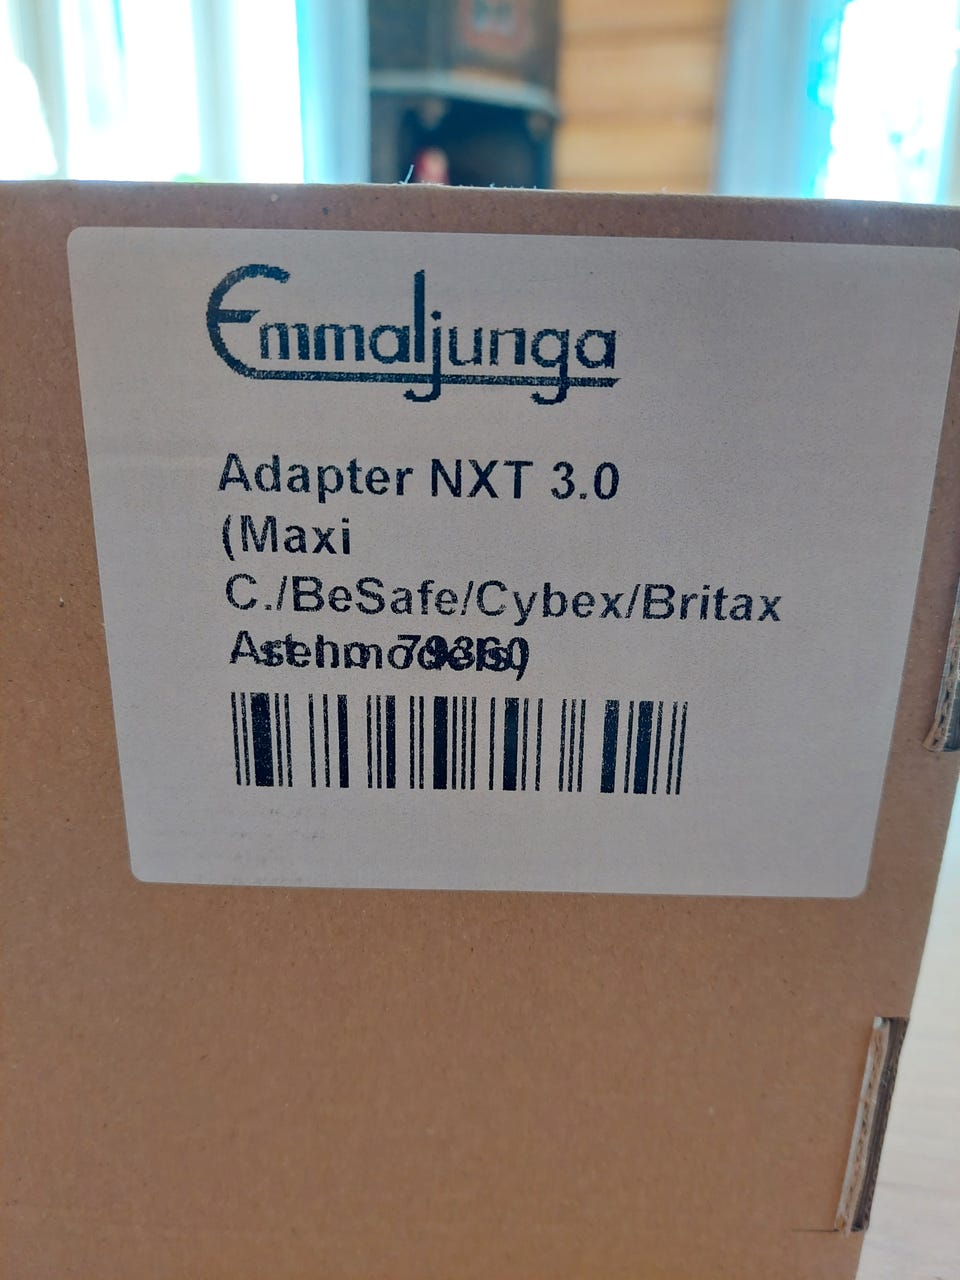 Emmaljunga
Adapter NXT 3.0
(Maxi
C./BeSafe/Cybex/Britax